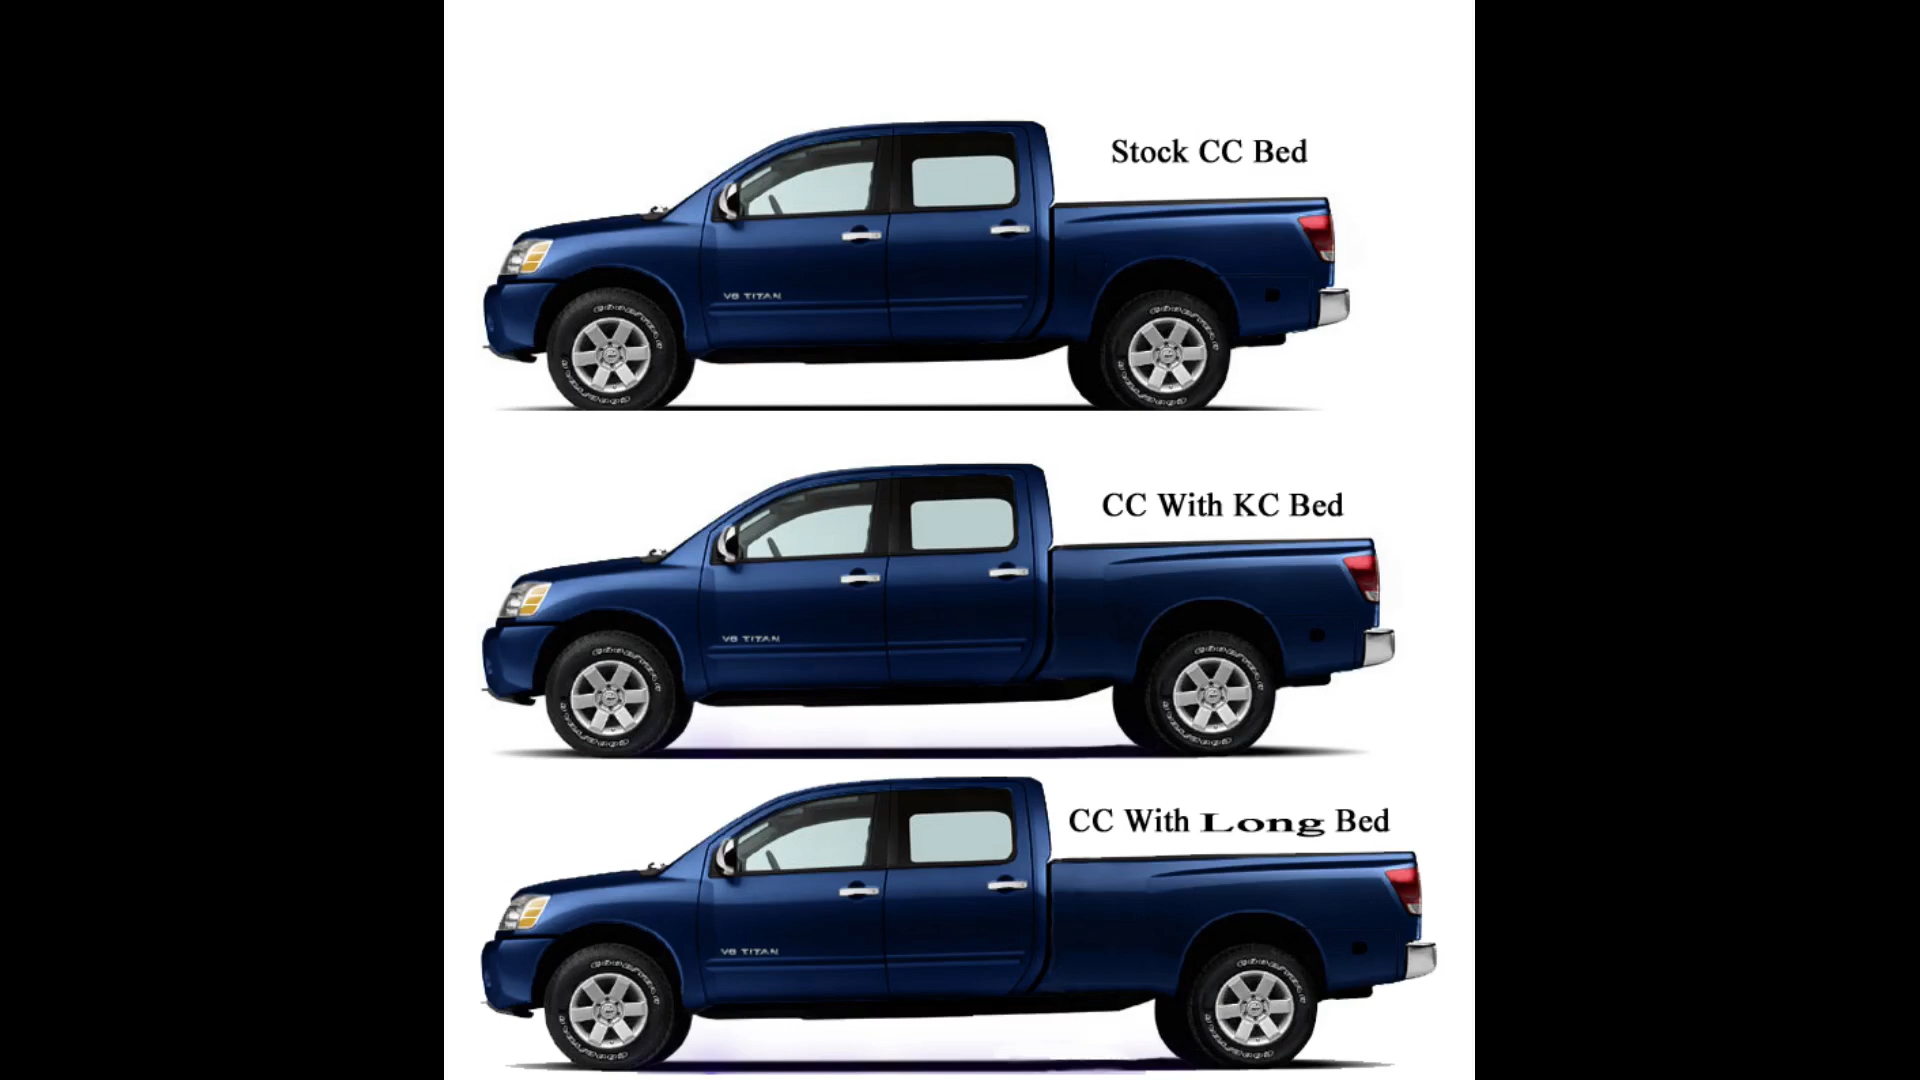 Stock CC Bed
V8 TITAN
CC With KC Bed
V8 TITAN
CC With Long Bed
V8 TITAN